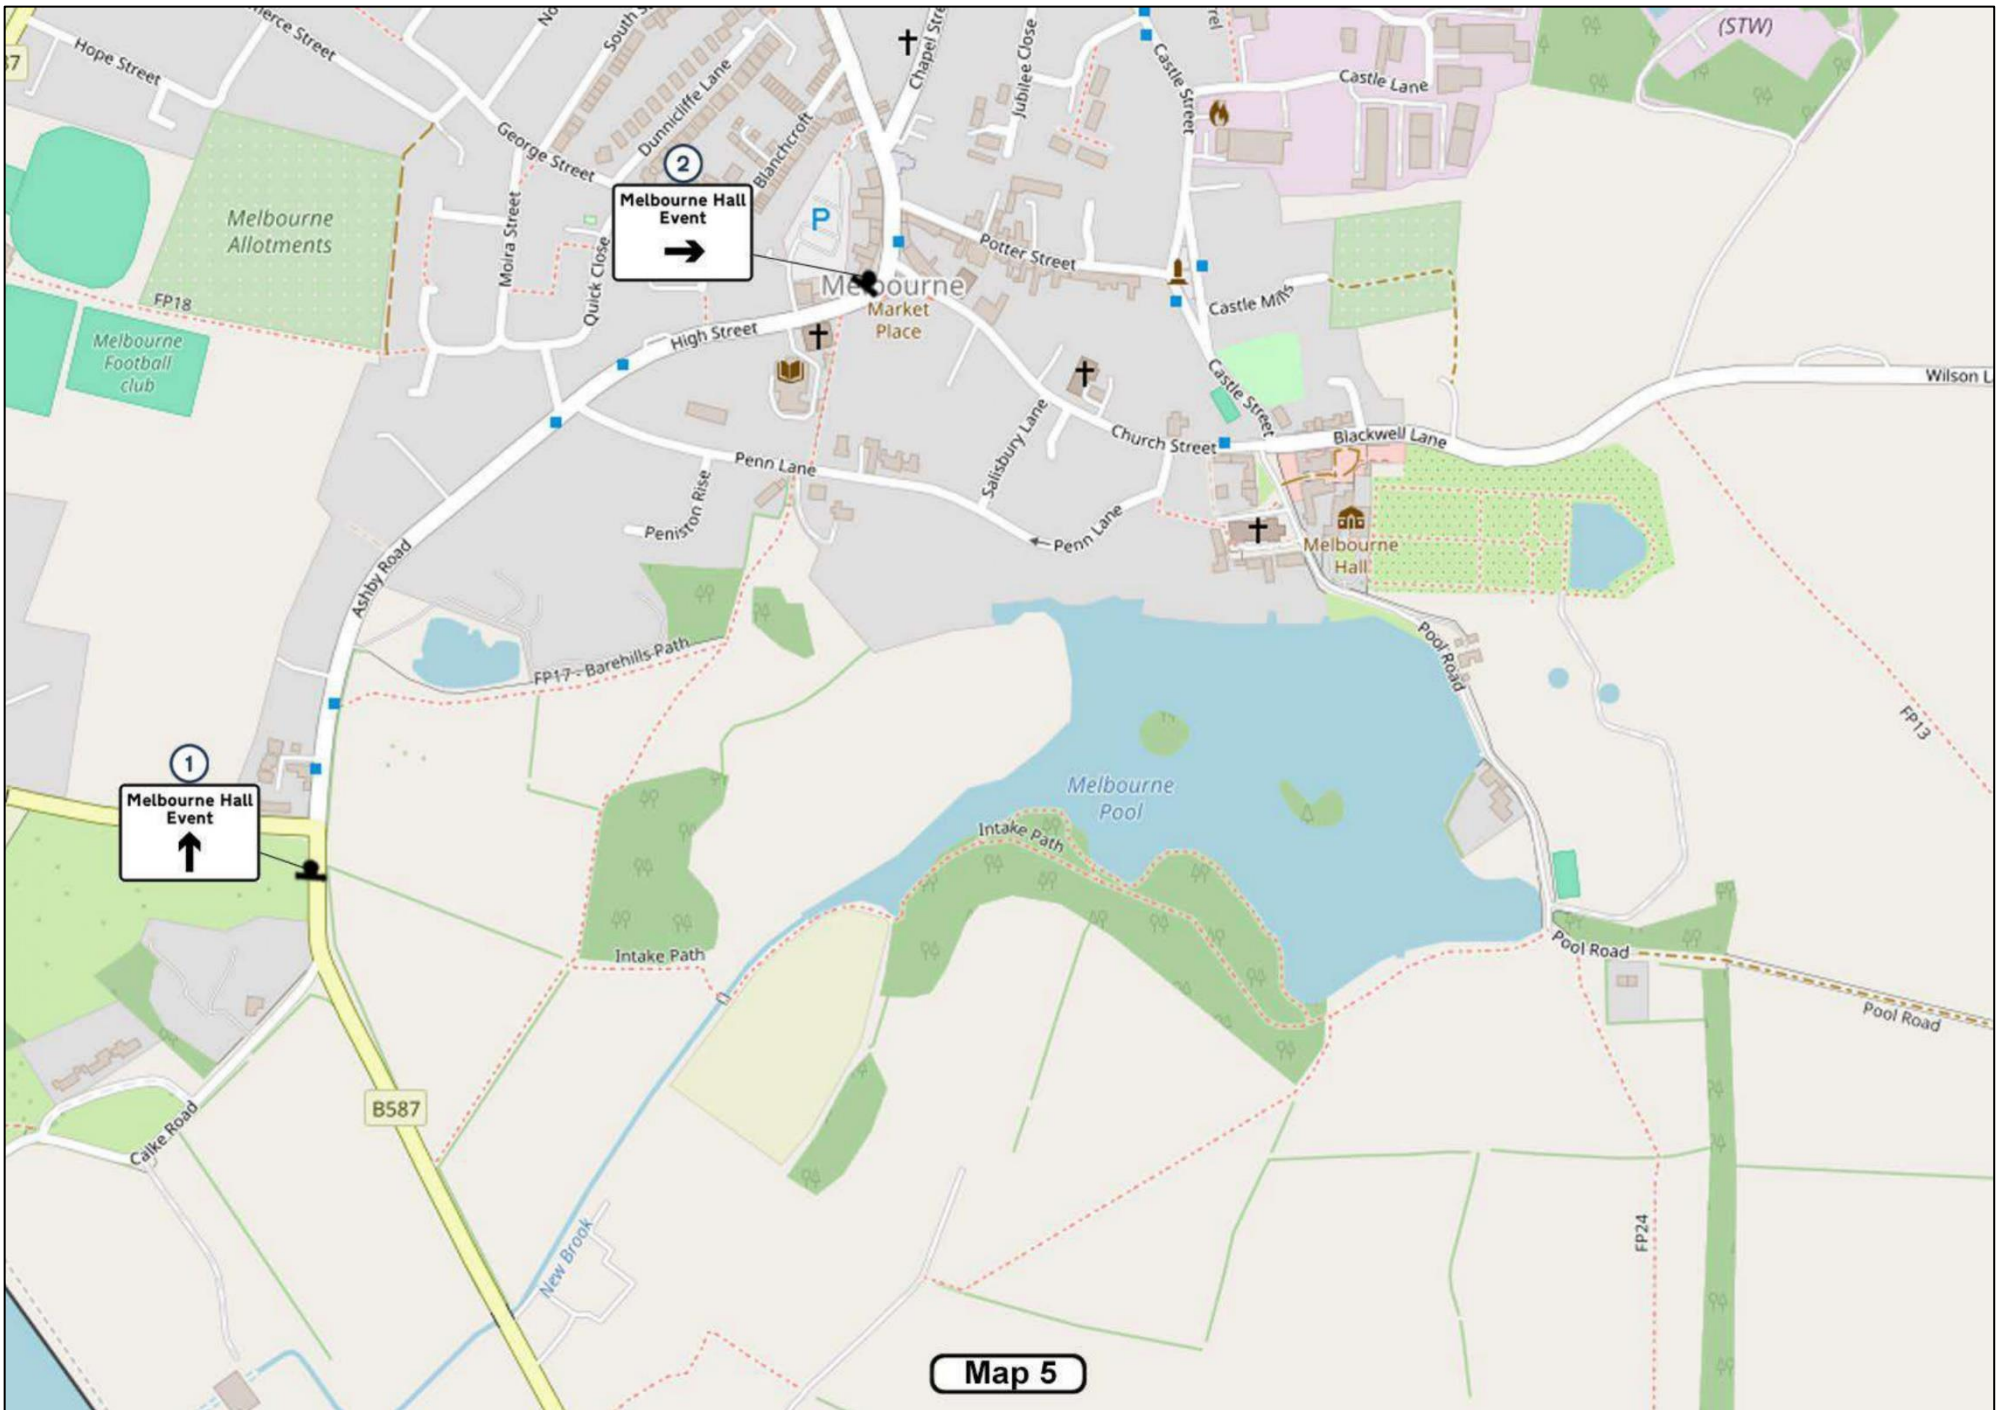 Hope Street
South S
Chapel Stre
Jubilee Close
rrel
Castle Street
(STW)
Castle Lane
37
George Street
Dunnicliffe Lane
Blanchcroft
2
Melbourne Hall
Event
P
Melbourne
Allotments
Moira Street
Quick Close
Potter Street
FP18
Melbourne
Market
Place
Castle Mills
High Street
Melbourne
Football
club
Castle Street
Wilson L
Salisbury Lane
Church Street
Blackwell Lane
Penn Lane
Peniston Rise
Penn Lane
Melbourne
Hall
Ashby Road
Pool Road
FP17 - Barehills Path
FP13
1
Melbourne Hall
Event
Melbourne
Pool
Intake Path
Intake Path
Pool Road
Pool Road
B587
Calke Road
New Brook
FP24
Map 5